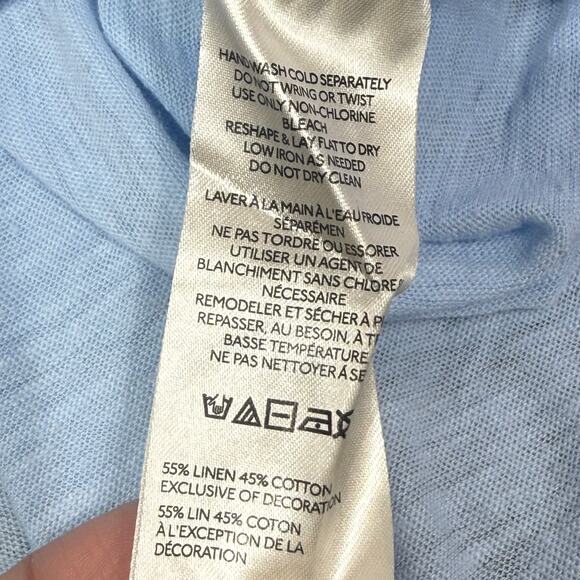 HAND WASH COLD SEPARATELY
DO NOT WRING OR TWIST
USE ONLY NON-CHLORINE
BLEACH
RESHAPE & LAY FLAT TO DRY
LOW IRON AS NEEDED
DO NOT DRY CLEAN
LAVER À LA MAIN À L'EAU FROIDE
SÉPARÉMEN
NE PAS TORDRE OU ESSORER
UTILISER UN AGENT DE
BLANCHIMENT SANS CHLORE
NÉCESSAIRE
REMODELER ET SÉCHER À
REPASSER, AU BESOIN, À
BASSE TEMPÉRATURE
NE PAS NETTOYER À SE
55% LINEN 45% COTTON
EXCLUSIVE OF DECORATION
55% LIN 45% COTON
À L'EXCEPTION DE LA
DÉCORATION